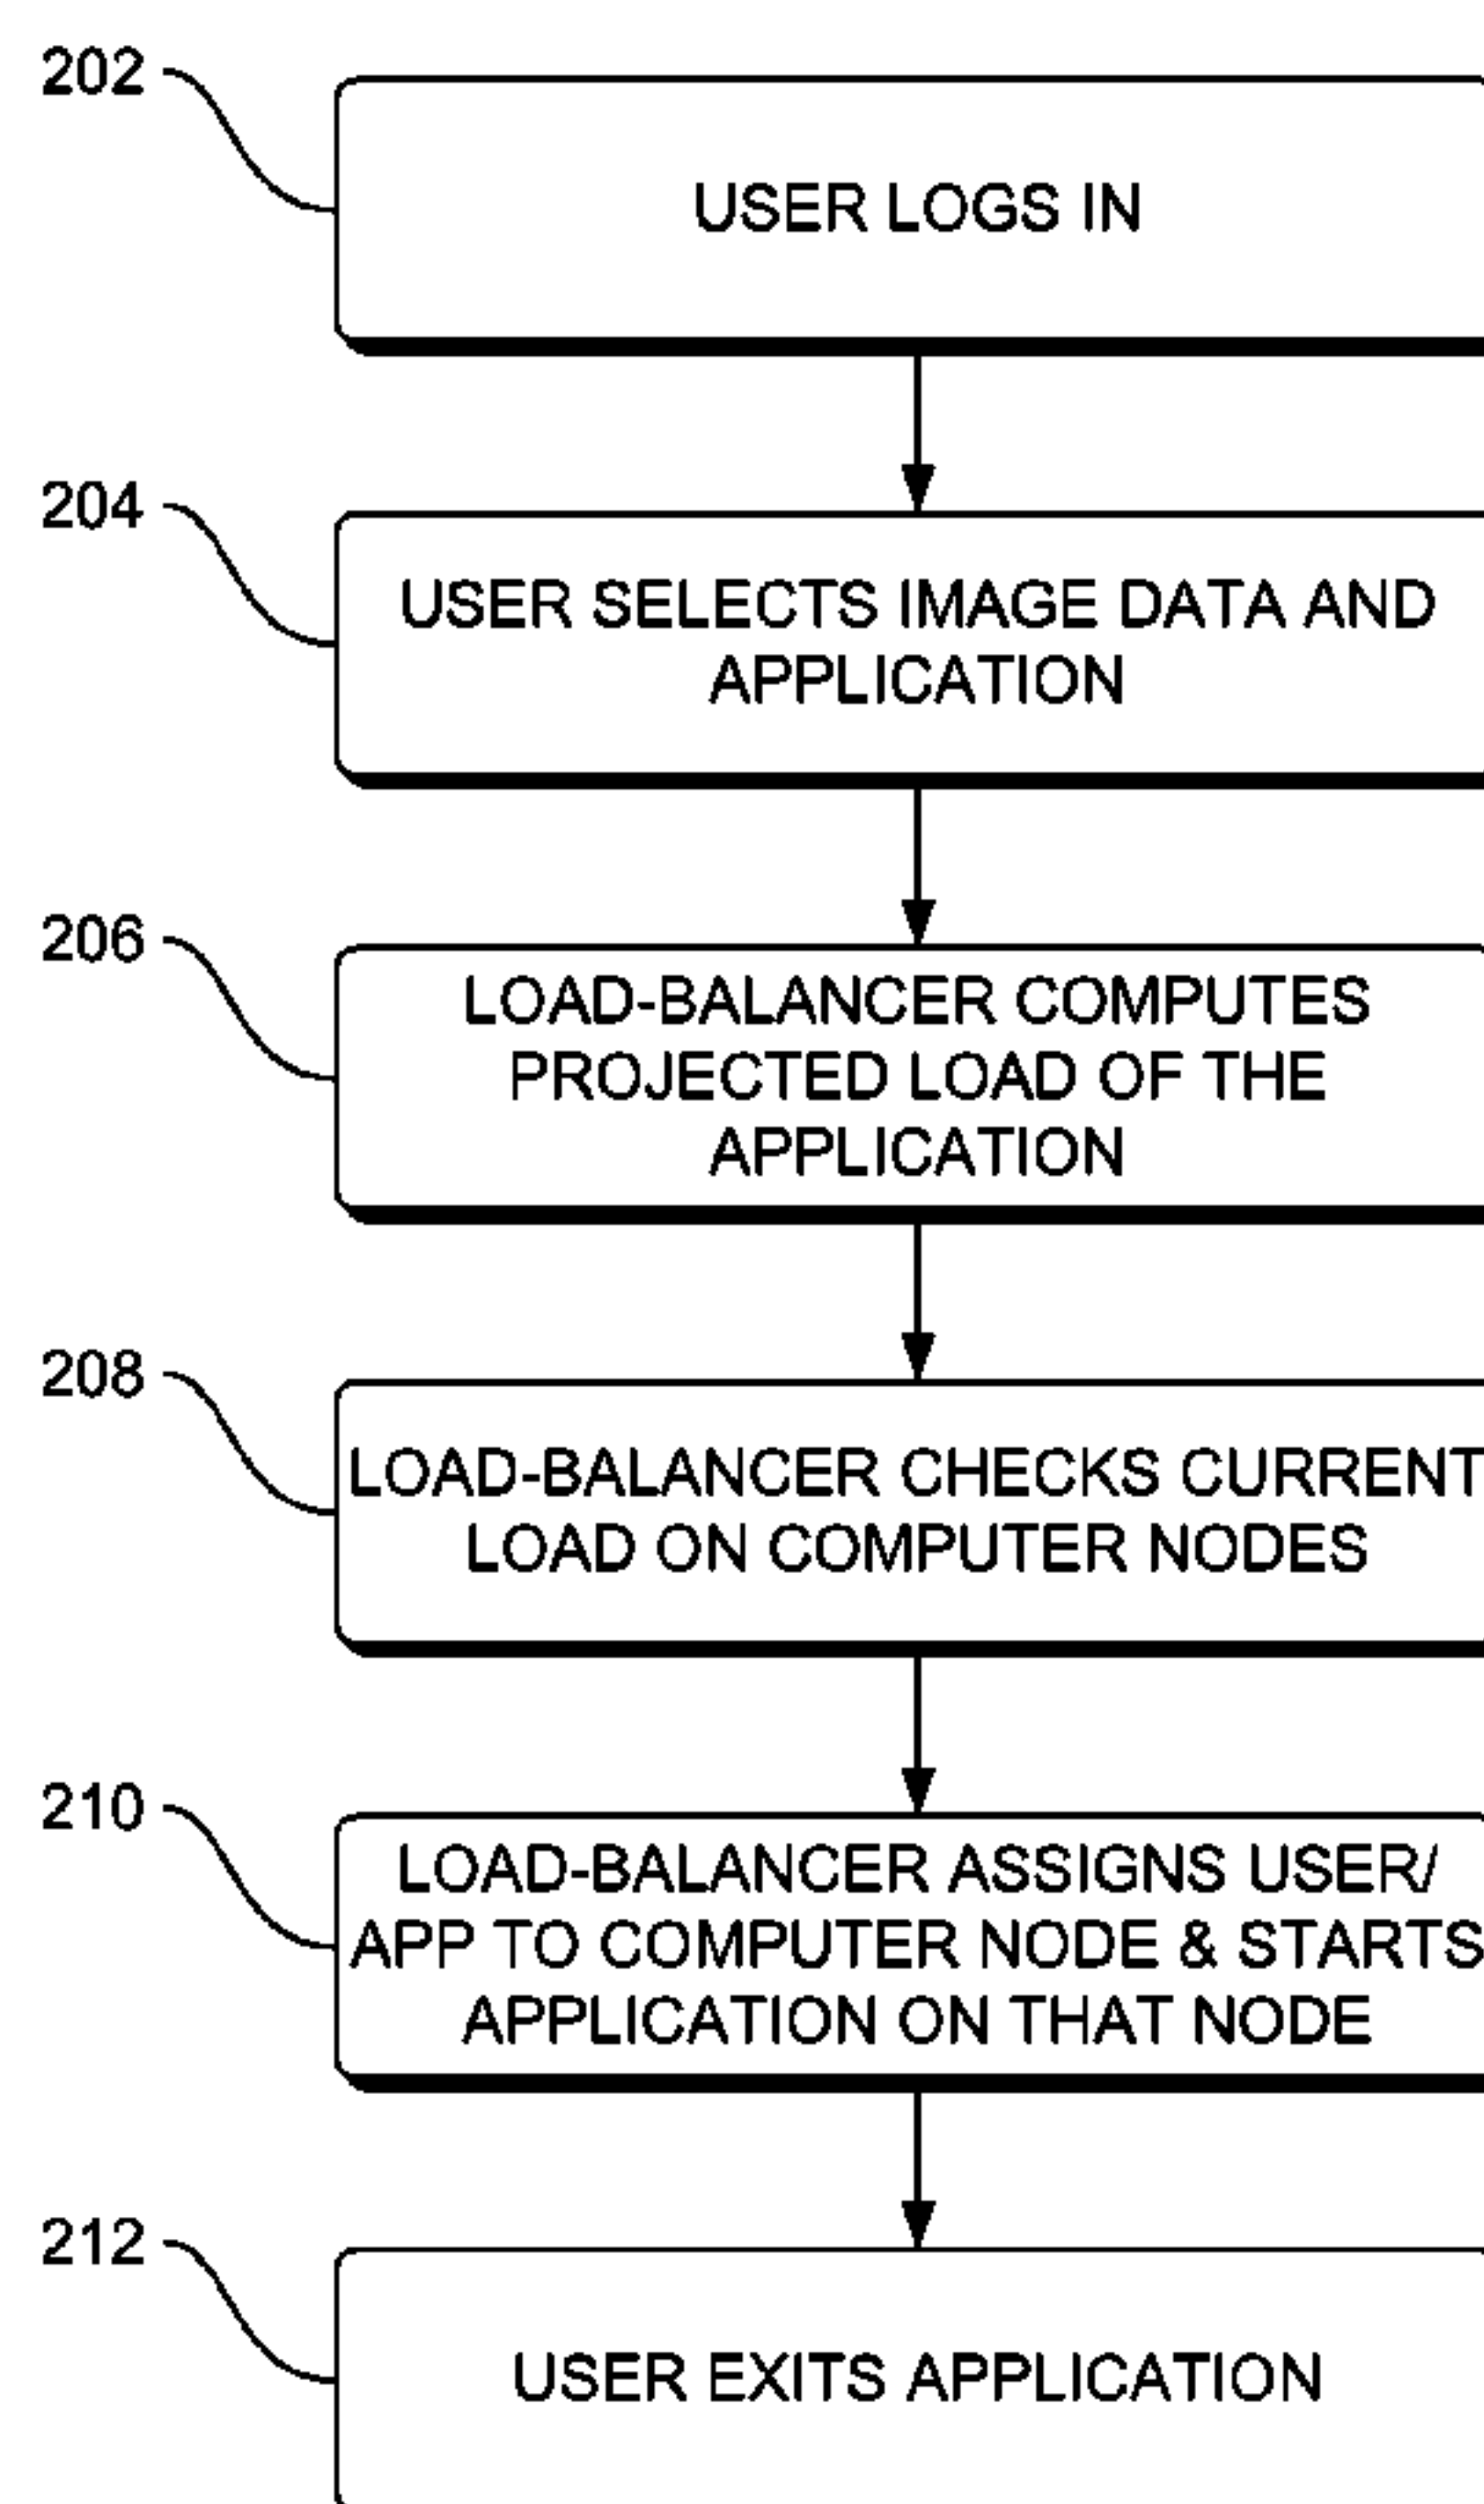 202
USER LOGS IN
204
USER SELECTS IMAGE DATA AND
APPLICATION
206
LOAD-BALANCER COMPUTES
PROJECTED LOAD OF THE
APPLICATION
208
LOAD-BALANCER CHECKS CURRENT
LOAD ON COMPUTER NODES
210
LOAD-BALANCER ASSIGNS USER/
APP TO COMPUTER NODE & STARTS
APPLICATION ON THAT NODE
212
USER EXITS APPLICATION